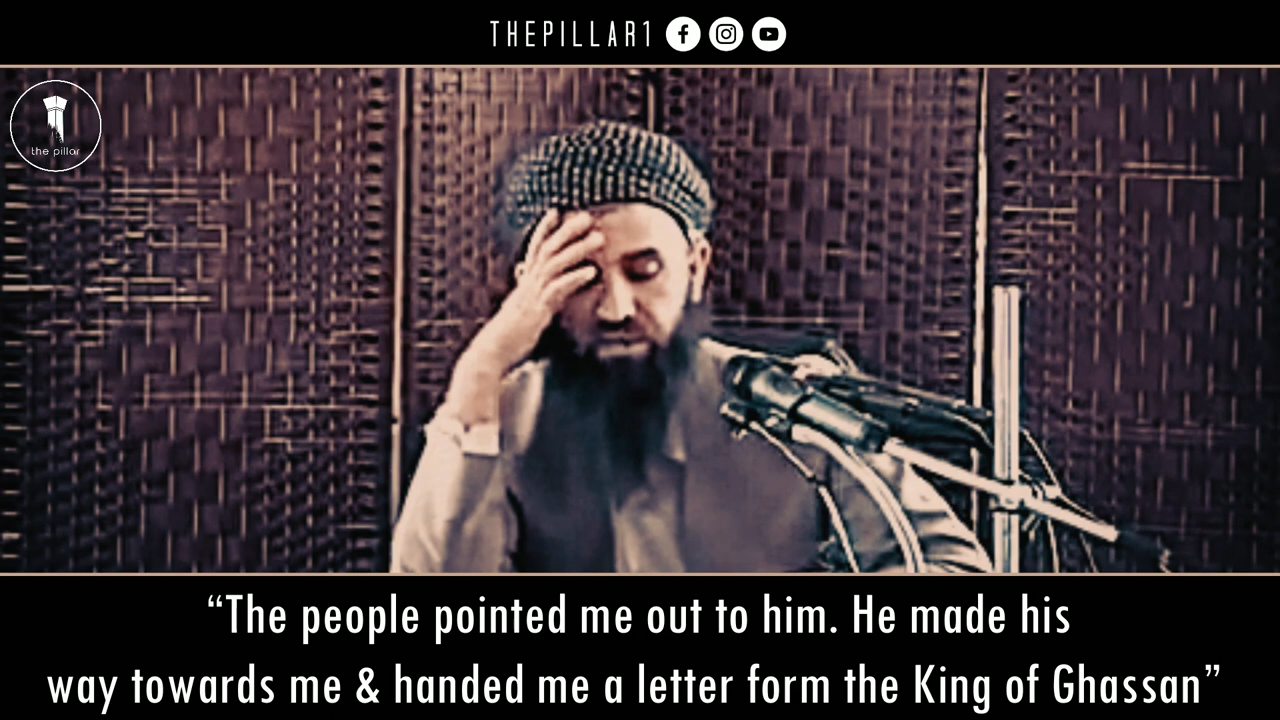 THEPILLAR1
the pillar
“The people pointed me out to him. He made his
way towards me & handed me a letter form the King of Ghassan”